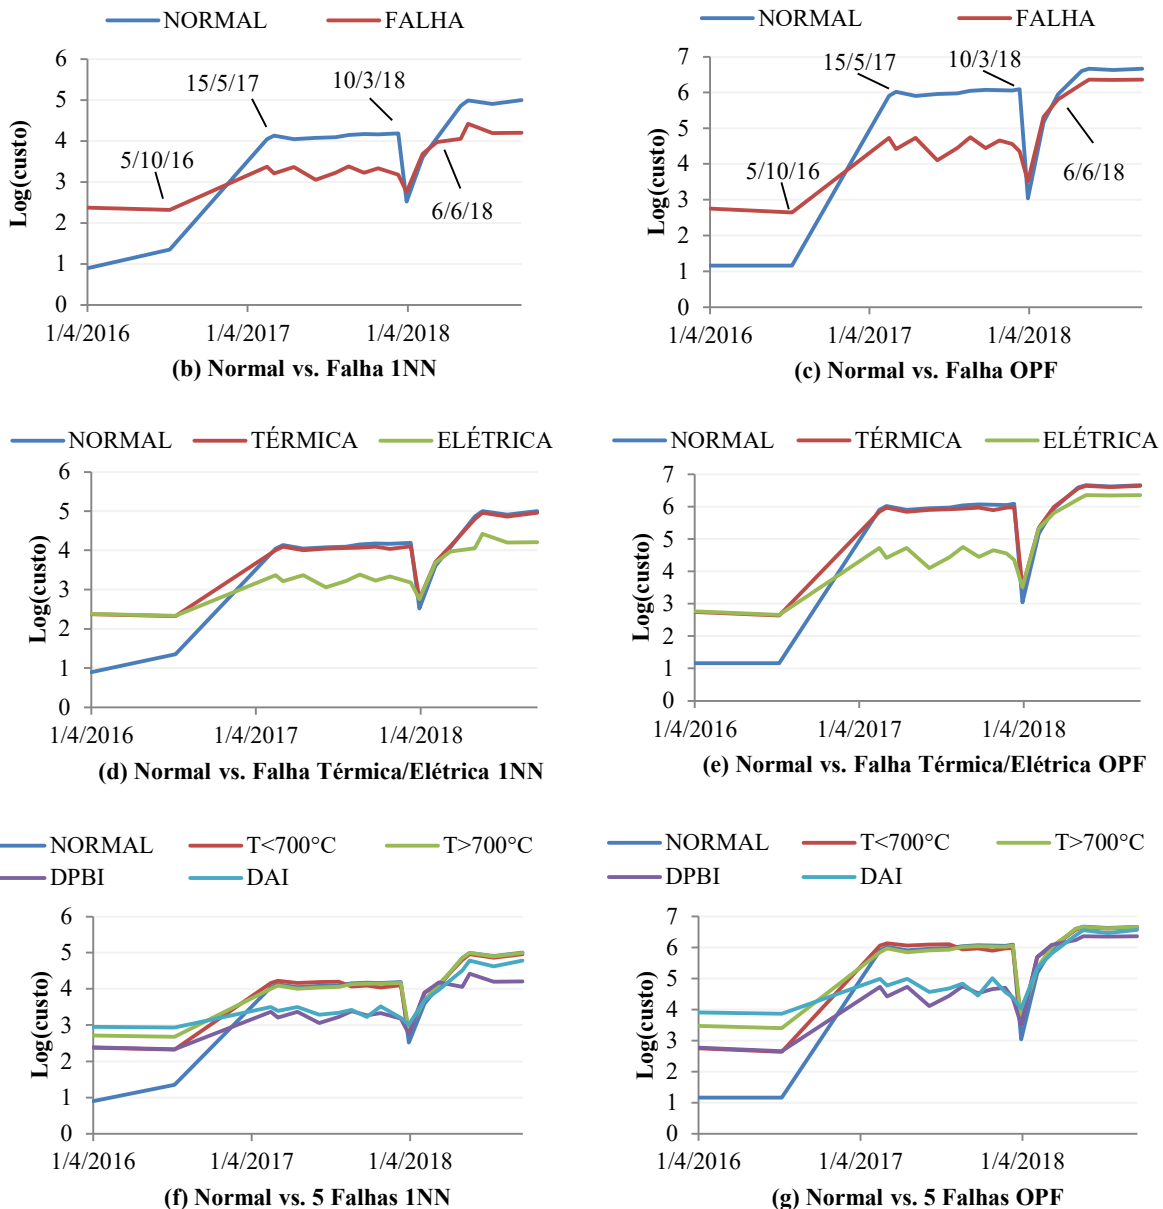 NORMAL FALHA
Log(custo)
6
5
4
3
2
1
0
5/10/16
15/5/17
10/3/18
6/6/18
1/4/2016 1/4/2017 1/4/2018
(b) Normal vs. Falha 1NN
NORMAL FALHA
Log(custo)
7
6
5
4
3
2
1
0
5/10/16
15/5/17
10/3/18
6/6/18
1/4/2016 1/4/2017 1/4/2018
(c) Normal vs. Falha OPF
NORMAL TÉRMICA ELÉTRICA
Log(custo)
6
5
4
3
2
1
0
1/4/2016 1/4/2017 1/4/2018
(d) Normal vs. Falha Térmica/Elétrica 1NN
NORMAL TÉRMICA ELÉTRICA
Log(custo)
7
6
5
4
3
2
1
0
1/4/2016 1/4/2017 1/4/2018
(e) Normal vs. Falha Térmica/Elétrica OPF
NORMAL T<700°C T>700°C
DPBI DAI
Log(custo)
6
5
4
3
2
1
0
1/4/2016 1/4/2017 1/4/2018
(f) Normal vs. 5 Falhas 1NN
NORMAL T<700°C T>700°C
DPBI DAI
Log(custo)
7
6
5
4
3
2
1
0
1/4/2016 1/4/2017 1/4/2018
(g) Normal vs. 5 Falhas OPF